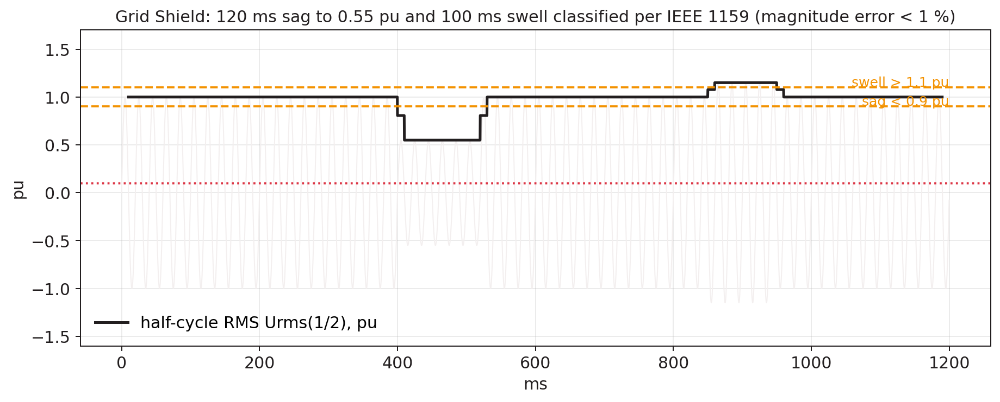 Grid Shield: 120 ms sag to 0.55 pu and 100 ms swell classified per IEEE 1159 (magnitude error < 1 %)
1.5
1.0
0.5
0.0
−0.5
−1.0
−1.5
pu
swell > 1.1 pu
sag < 0.9 pu
half-cycle RMS Urms(1/2), pu
0 200 400 600 800 1000 1200
ms